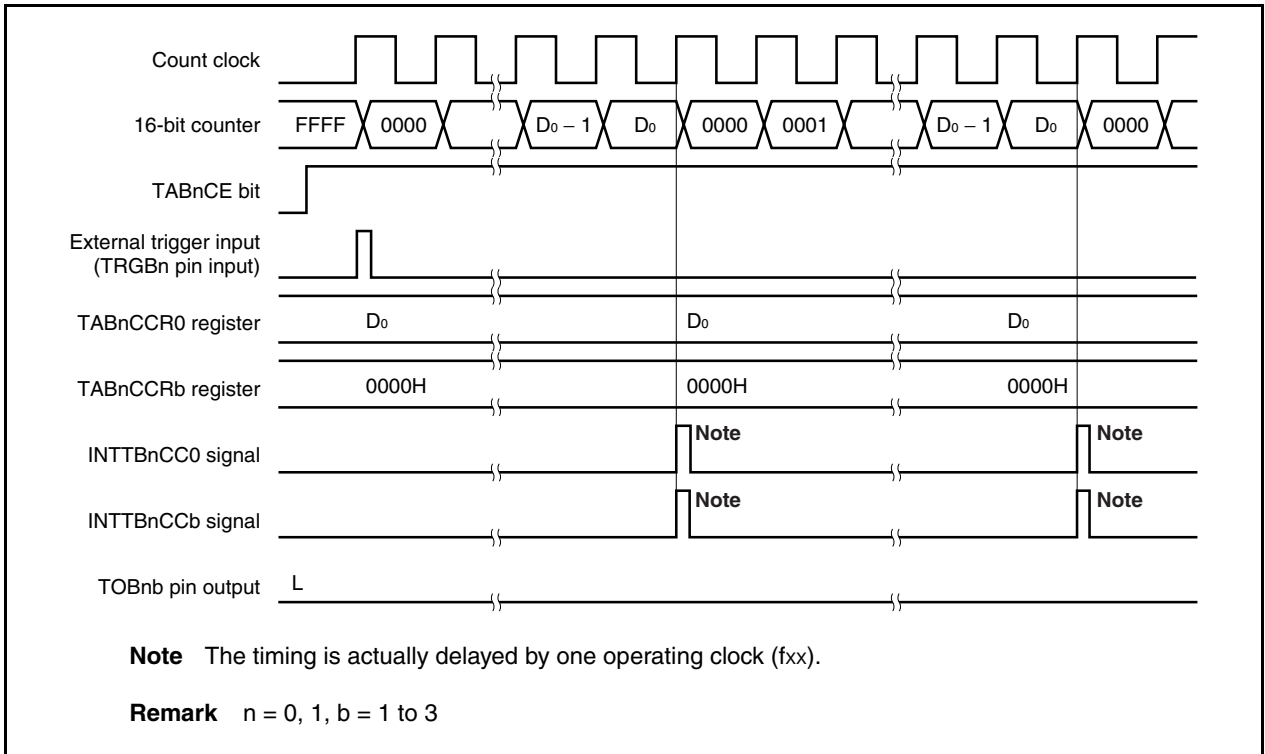 Count clock
16-bit counter FFFF 0000 D0 − 1 D0 0000 0001 D0 − 1 D0 0000
TABnCE bit
External trigger input
(TRGBn pin input)
TABnCCR0 register D0 D0 D0
TABnCCRb register 0000H 0000H 0000H
INTTBnCC0 signal Note Note
INTTBnCCb signal Note Note
TOBnb pin output L
Note The timing is actually delayed by one operating clock (fxx).
Remark n = 0, 1, b = 1 to 3